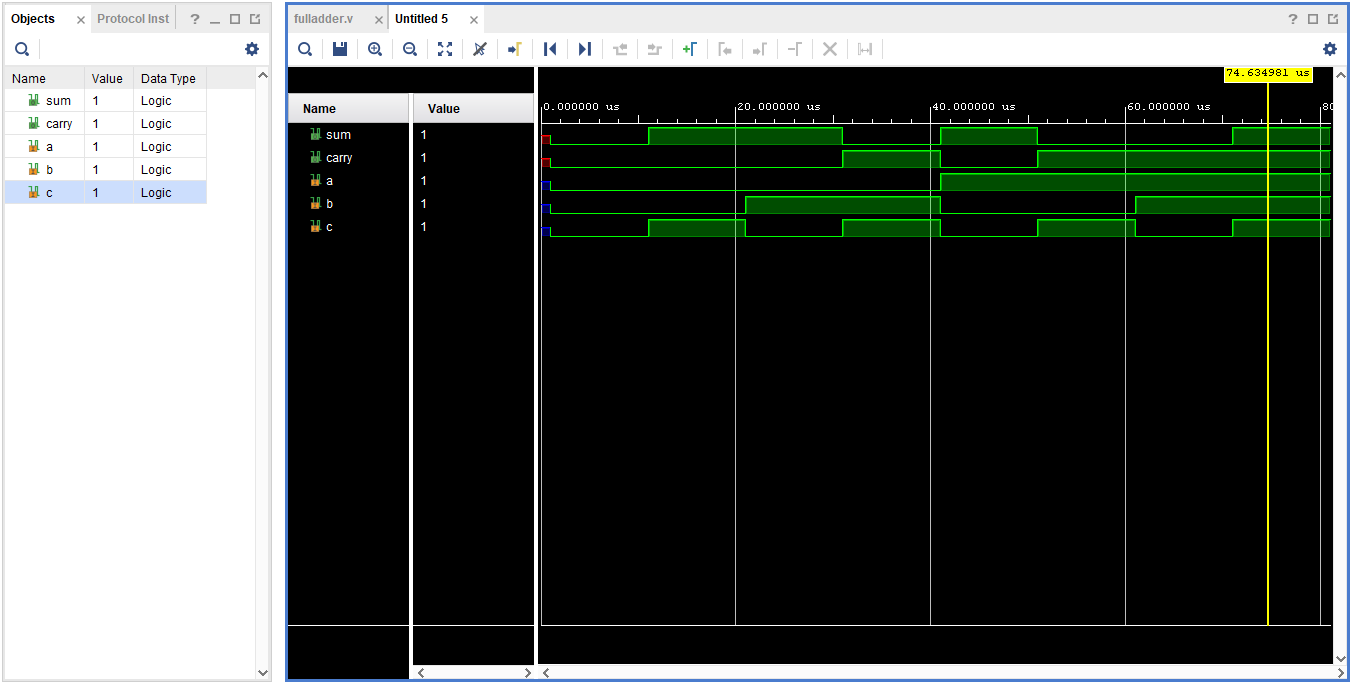 Objects × Protocol Inst ?
Name Value Data Type
sum 1 Logic
carry 1 Logic
a 1 Logic
b 1 Logic
c 1 Logic
fulladder.v × Untitled 5 × ?
74.634981 us
Name Value
0.000000 us 20.000000 us 40.000000 us 60.000000 us 80
sum 1
carry 1
a 1
b 1
c 1